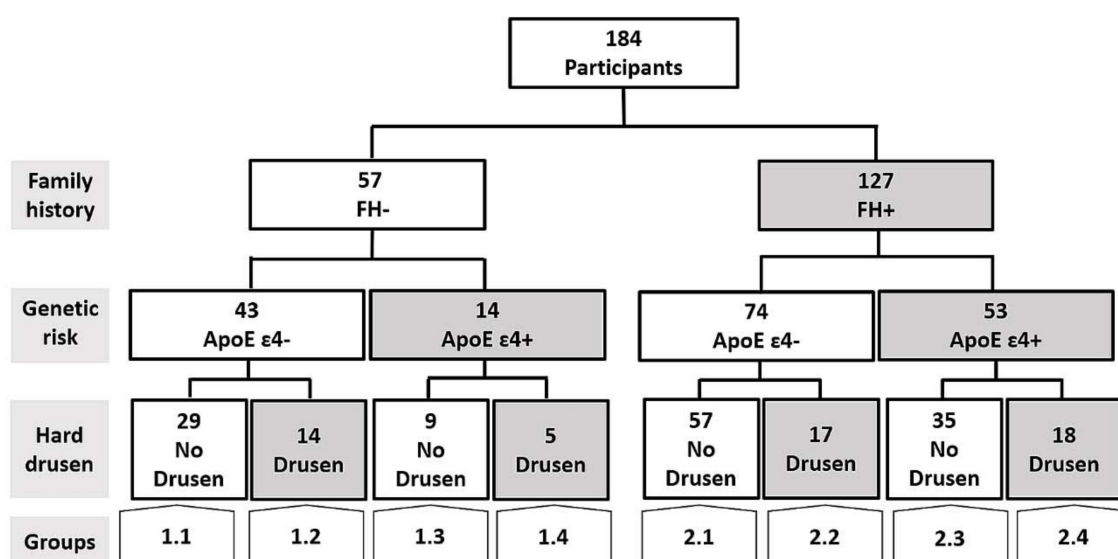 184
Participants
Family
history
57
FH-
127
FH+
Genetic
risk
43
ApoE ε4-
14
ApoE ε4+
74
ApoE ε4-
53
ApoE ε4+
Hard
drusen
29
No
Drusen
14
Drusen
9
No
Drusen
5
Drusen
57
No
Drusen
17
Drusen
35
No
Drusen
18
Drusen
Groups
1.1
1.2
1.3
1.4
2.1
2.2
2.3
2.4